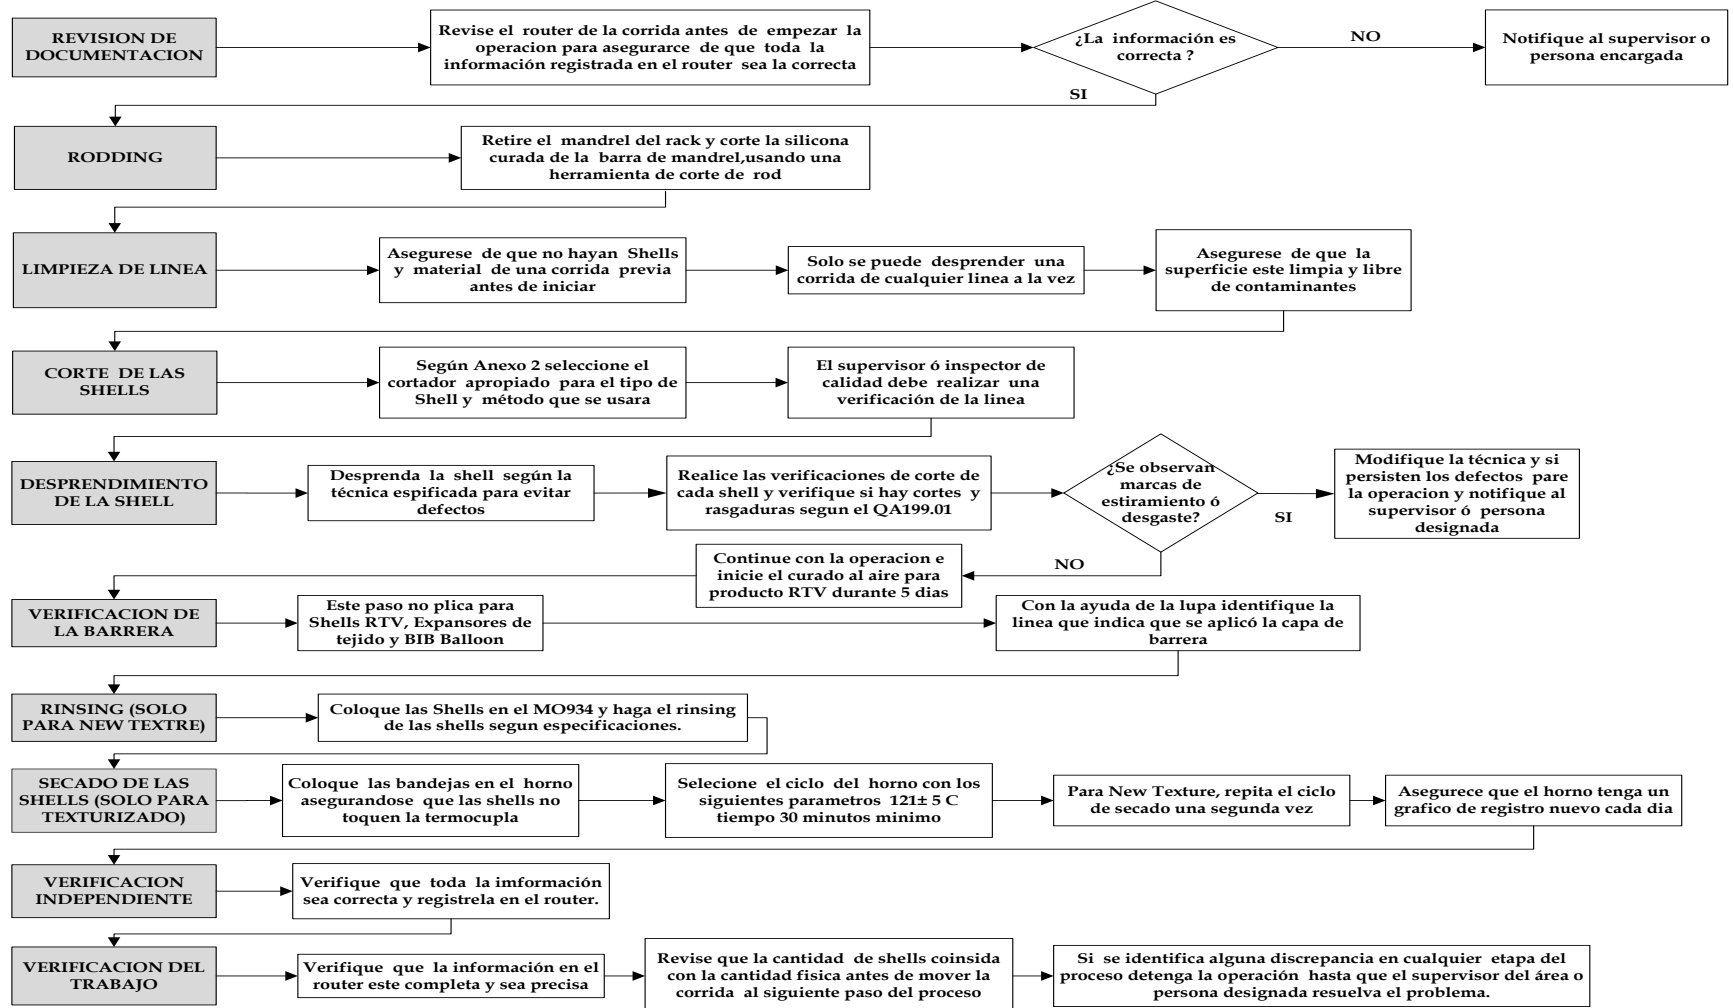 REVISION DE
DOCUMENTACION
Revise el router de la corrida antes de empezar la
operacion para asegurarce de que toda la
información registrada en el router sea la correcta
¿La información es
correcta ?
NO
Notifique al supervisor o
persona encargada
SI
RODDING
Retire el mandrel del rack y corte la silicona
curada de la barra de mandrel,usando una
herramienta de corte de rod
LIMPIEZA DE LINEA
Asegurese de que no hayan Shells
y material de una corrida previa
antes de iniciar
Solo se puede desprender una
corrida de cualquier linea a la vez
Asegurese de que la
superficie este limpia y libre
de contaminantes
CORTE DE LAS
SHELLS
Según Anexo 2 seleccione el
cortador apropiado para el tipo de
Shell y método que se usara
El supervisor ó inspector de
calidad debe realizar una
verificación de la linea
DESPRENDIMIENTO
DE LA SHELL
Desprenda la shell según la
técnica espificada para evitar
defectos
Realice las verificaciones de corte de
cada shell y verifique si hay cortes y
rasgaduras segun el QA199.01
¿Se observan
marcas de
estiramiento ó
desgaste?
SI
Modifique la técnica y si
persisten los defectos pare
la operacion y notifique al
supervisor ó persona
designada
NO
Continue con la operacion e
inicie el curado al aire para
producto RTV durante 5 dias
VERIFICACION DE
LA BARRERA
Este paso no plica para
Shells RTV, Expansores de
tejido y BIB Balloon
Con la ayuda de la lupa identifique la
linea que indica que se aplicó la capa de
barrera
RINSING (SOLO
PARA NEW TEXTRE)
Coloque las Shells en el MO934 y haga el rinsing
de las shells segun especificaciones.
SECADO DE LAS
SHELLS (SOLO PARA
TEXTURIZADO)
Coloque las bandejas en el horno
asegurandose que las shells no
toquen la termocupla
Selecione el ciclo del horno con los
siguientes parametros 121± 5 C
tiempo 30 minutos minimo
Para New Texture, repita el ciclo
de secado una segunda vez
Asegurece que el horno tenga un
grafico de registro nuevo cada dia
VERIFICACION
INDEPENDIENTE
Verifique que toda la imformación
sea correcta y registrela en el router.
VERIFICACION DEL
TRABAJO
Verifique que la información en el
router este completa y sea precisa
Revise que la cantidad de shells coinsida
con la cantidad fisica antes de mover la
corrida al siguiente paso del proceso
Si se identifica alguna discrepancia en cualquier etapa del
proceso detenga la operación hasta que el supervisor del área o
persona designada resuelva el problema.